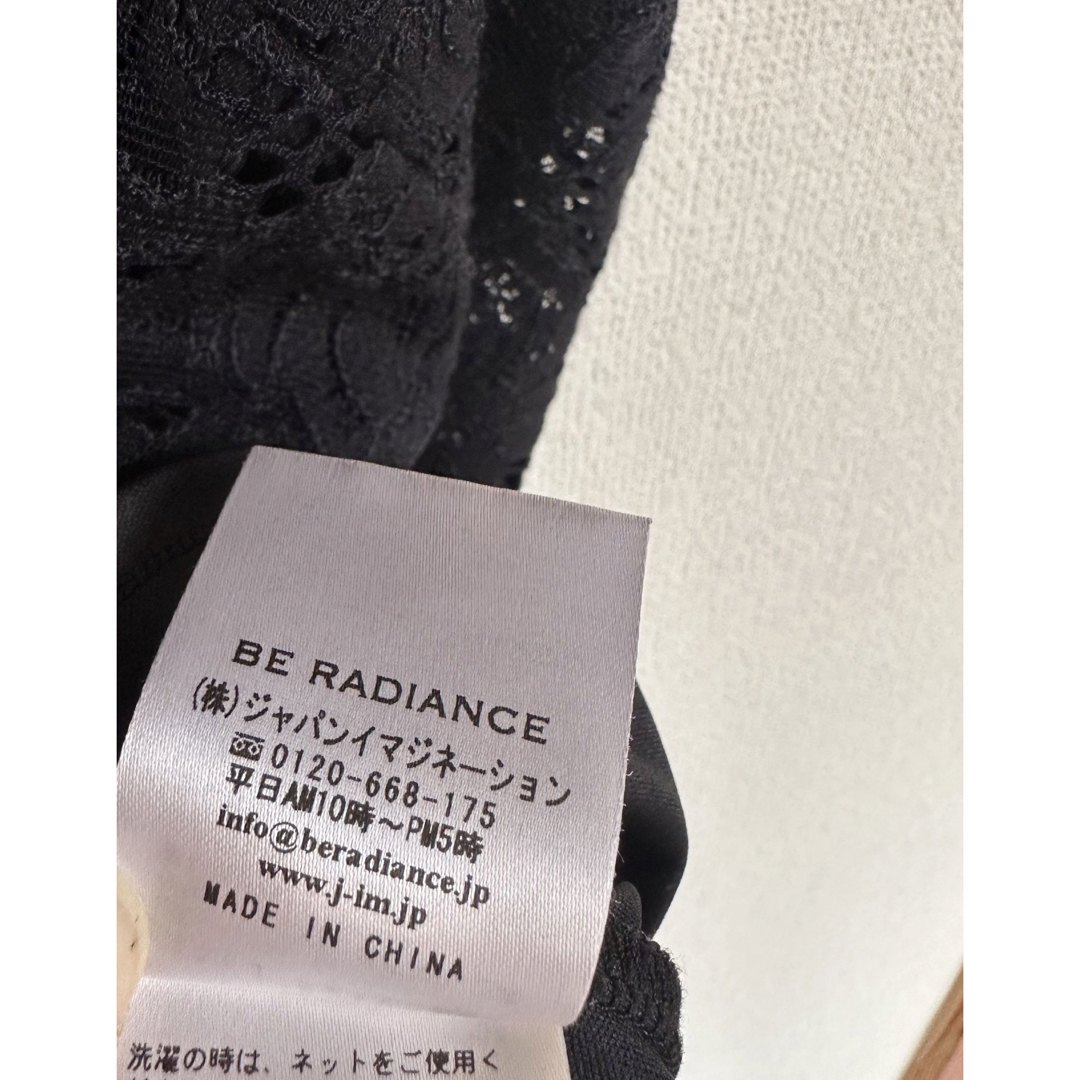 BE RADIANCE
(株)ジャパンイマジネーション
0120-668-175
平日AM10時～PM5時
info@beradiance.jp
www.j-im.jp
MADE IN CHINA
洗濯の時は、ネットをご使用く